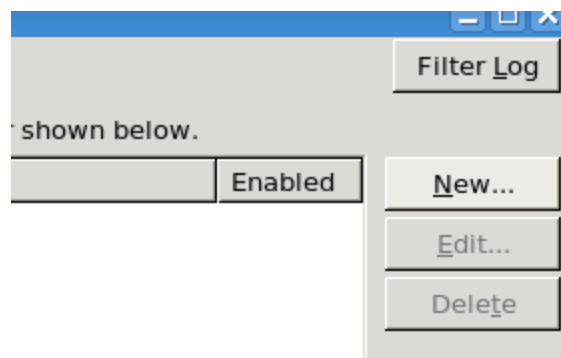 Filter Log
shown below.
Enabled
New...
Edit...
Delete